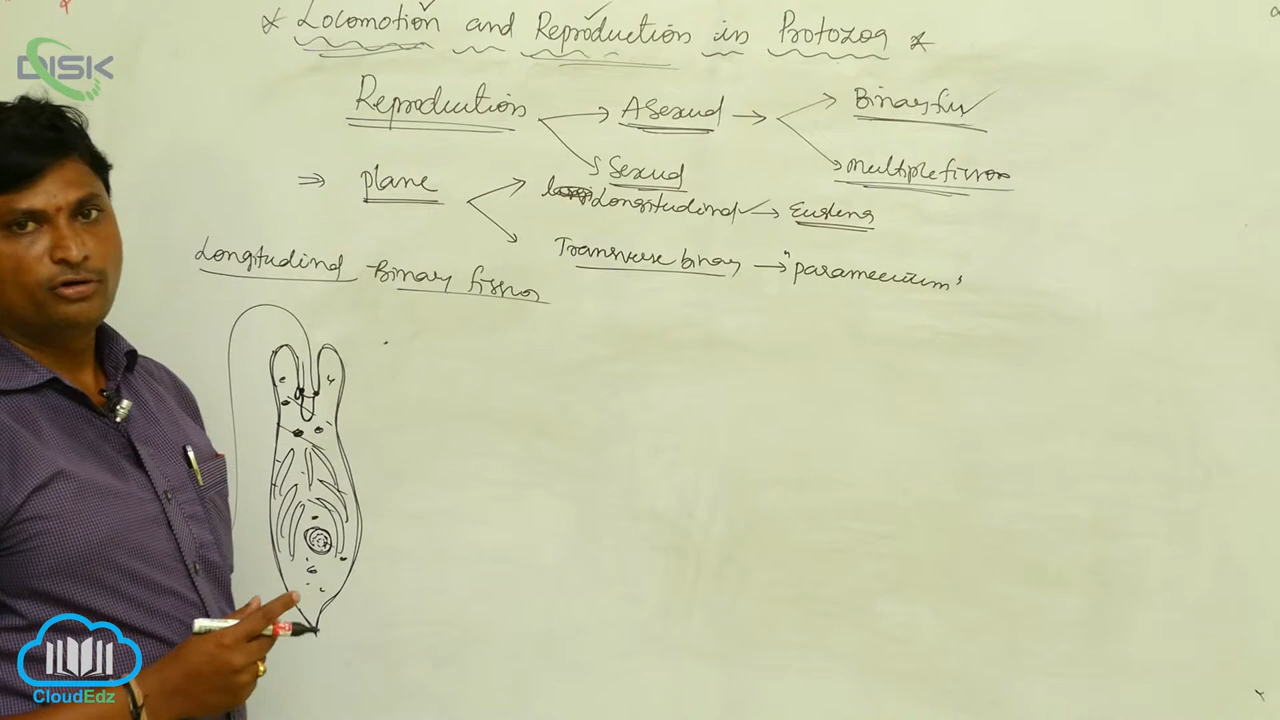 DISK
* Locomotion and Reproduction in Protozoa *
Reproduction → Asexual → Binary fis
Sexual
Multiple fission
⇒ plane
Longitudinal → Euglena
Transverse binary → "paramecium"
Longitudinal Binary fission
CloudEdz